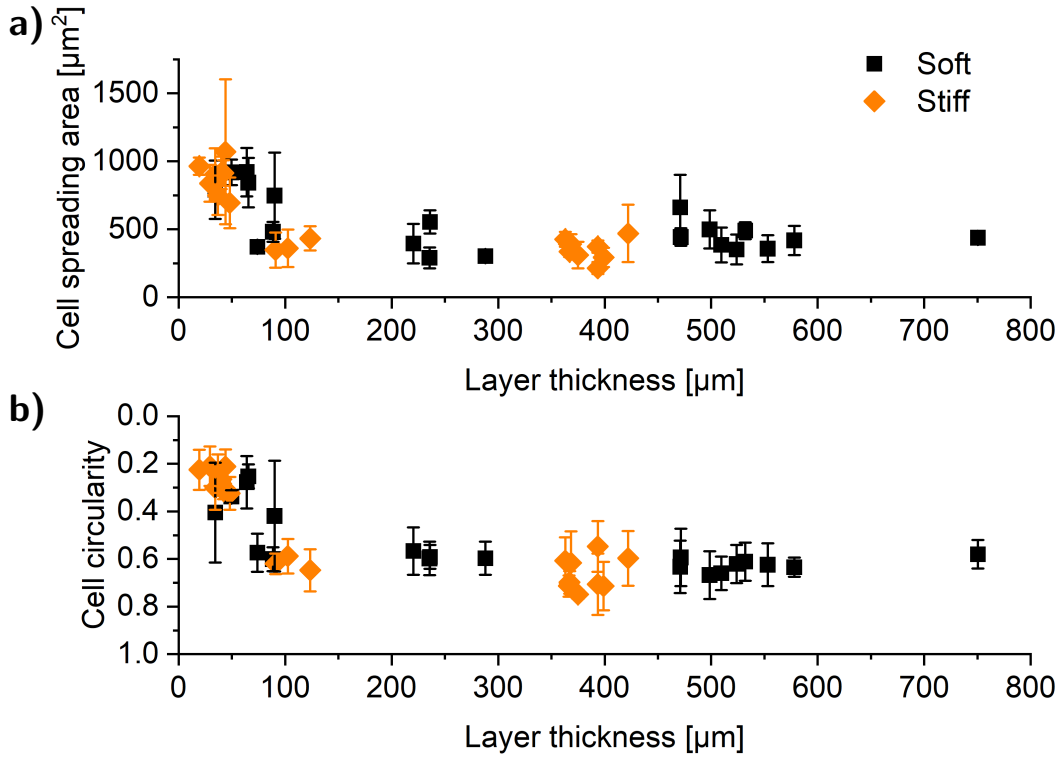 a)
Cell spreading area [µm²]
1500
1000
500
0
Soft
Stiff
0 100 200 300 400 500 600 700 800
Layer thickness [µm]
b)
Cell circularity
0.0
0.2
0.4
0.6
0.8
1.0
0 100 200 300 400 500 600 700 800
Layer thickness [µm]